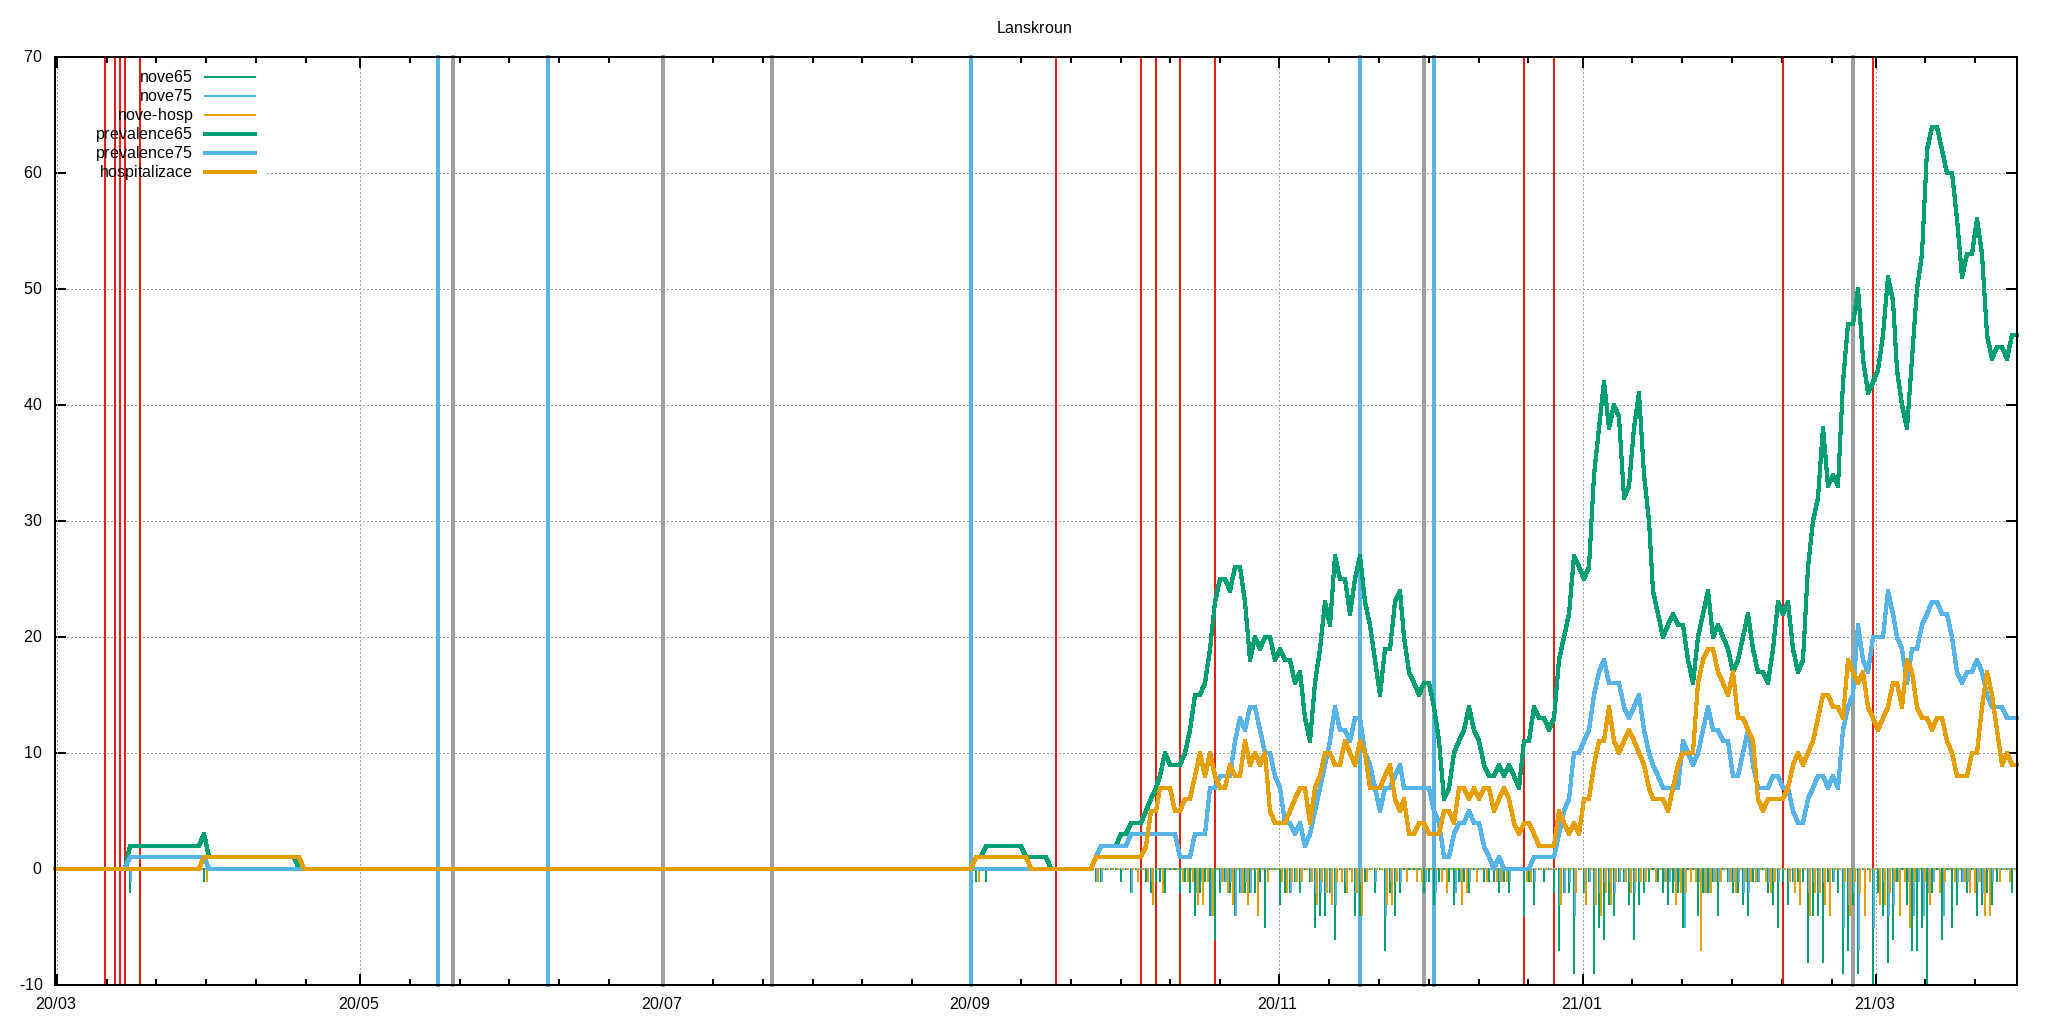 Lanskroun
70
nove65
nove75
nove-hosp
prevalence65
prevalence75
hospitalizace
60
50
40
30
20
10
0
-10
20/03 20/05 20/07 20/09 20/11 21/01 21/03